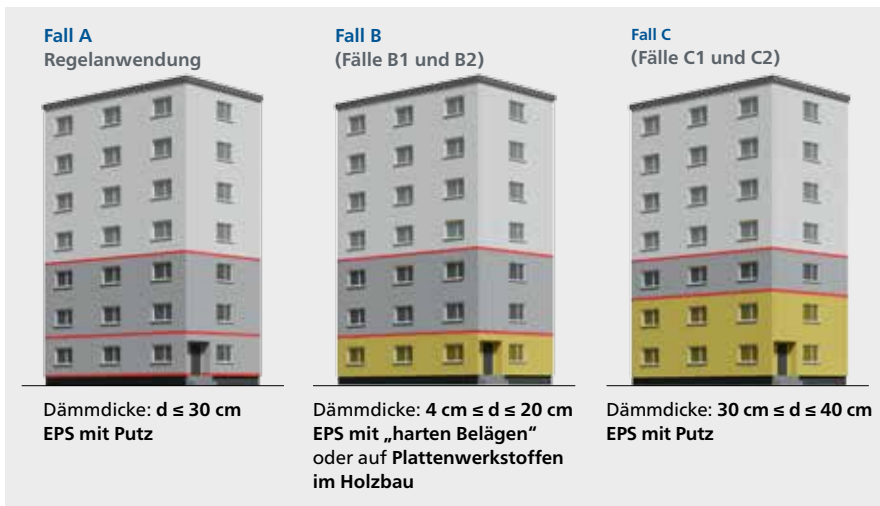 Fall A
Regelanwendung
Dämmdicke: d ≤ 30 cm
EPS mit Putz
Fall B
(Fälle B1 und B2)
Dämmdicke: 4 cm ≤ d ≤ 20 cm
EPS mit „harten Belägen“
oder auf Plattenwerkstoffen
im Holzbau
Fall C
(Fälle C1 und C2)
Dämmdicke: 30 cm ≤ d ≤ 40 cm
EPS mit Putz